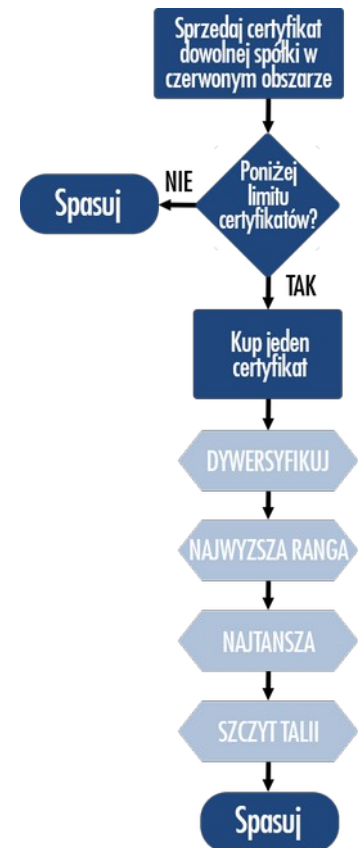 Sprzedaj certyfikat
dowolnej spółki w
czerwonym obszarze
Poniżej
limitu
certyfikatów?
NIE
Spasuj
TAK
Kup jeden
certyfikat
DYWERSYFIKUJ
NAJWYZSZA RANGA
NAJTANSZA
SZCZYT TALII
Spasuj